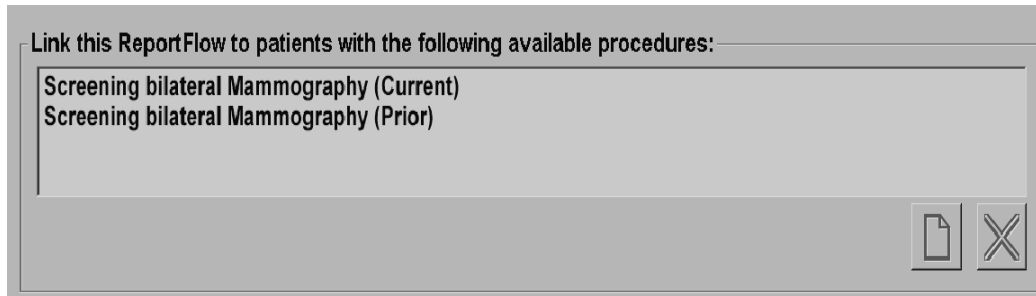 Link this ReportFlow to patients with the following available procedures:
Screening bilateral Mammography (Current)
Screening bilateral Mammography (Prior)